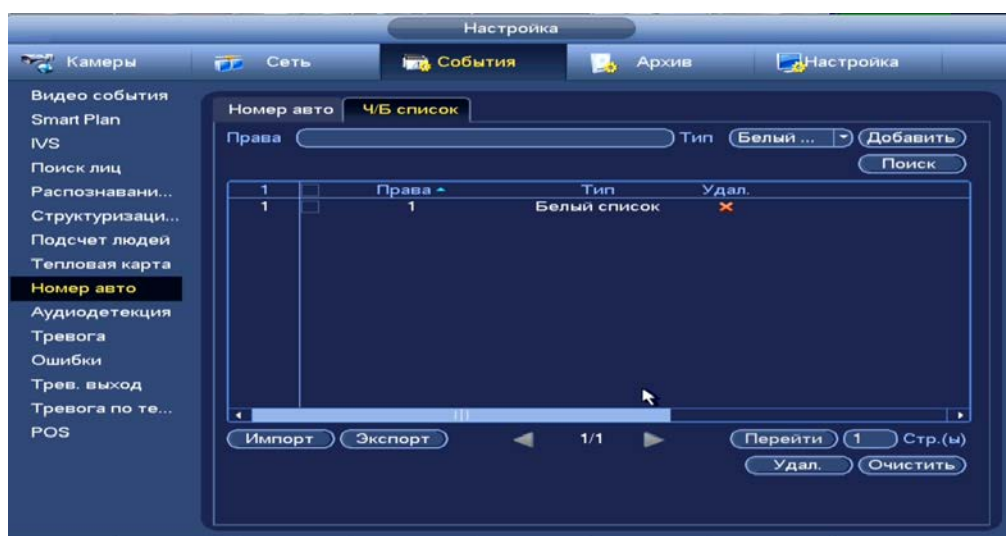 Настройка
Камеры Сеть События Архив Настройка
Видео события
Smart Plan
IVS
Поиск лиц
Распознавани...
Структуризаци...
Подсчет людей
Тепловая карта
Номер авто
Аудиодетекция
Тревога
Ошибки
Трев. выход
Тревога по те...
POS
Номер авто Ч/Б список
Права Тип Белый ... Добавить
Поиск
1 Права Тип Удал.
1 1 Белый список
Импорт Экспорт 1/1 Перейти 1 Стр.(ы)
Удал. Очистить